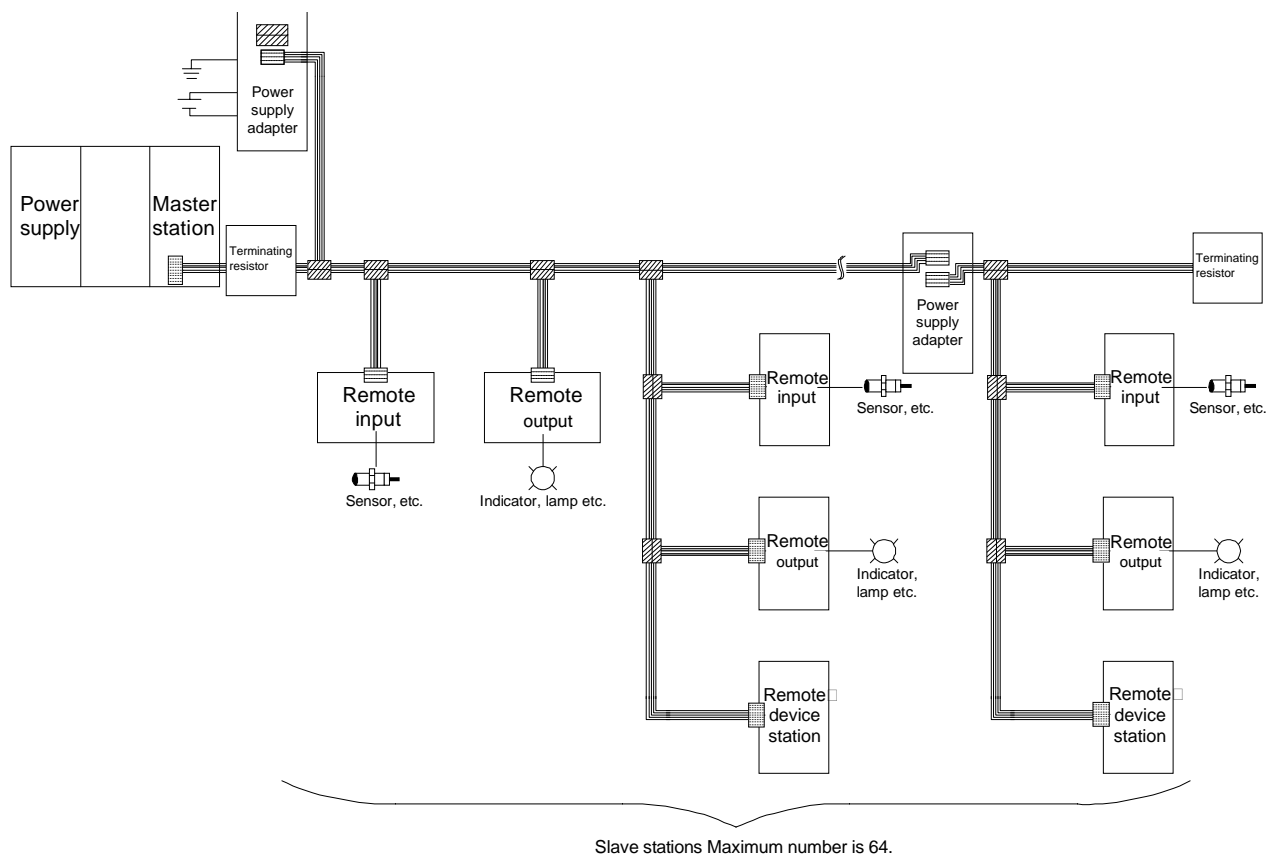 Power
supply
adapter
Power
supply
Master
station
Terminating
resistor
Power
supply
adapter
Terminating
resistor
Remote
input
Sensor, etc.
Remote
output
Indicator, lamp etc.
Remote
input
Sensor, etc.
Remote
input
Sensor, etc.
Remote
output
Indicator,
lamp etc.
Remote
output
Indicator,
lamp etc.
Remote
device
station
Remote
device
station
Slave stations Maximum number is 64.